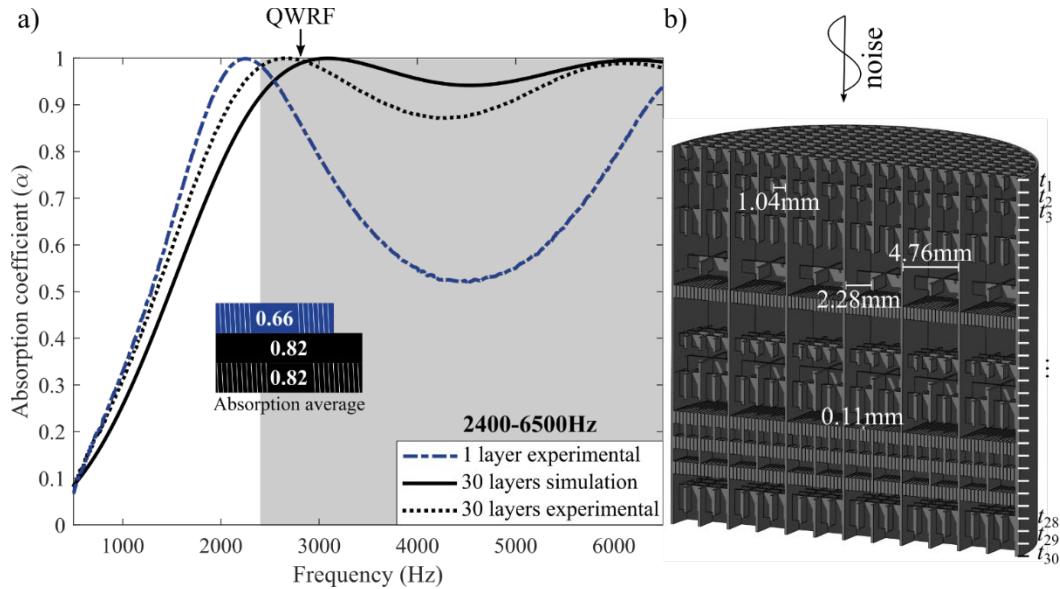 a)
QWRF
1
0.9
0.8
0.7
0.6
0.5
0.4
0.3
0.2
0.1
0
Absorption coefficient (α)
0.66
0.82
0.82
Absorption average
2400-6500Hz
1 layer experimental
30 layers simulation
30 layers experimental
1000 2000 3000 4000 5000 6000
Frequency (Hz)
b)
noise
t1
t2
t3
1.04mm
4.76mm
2.28mm
...
0.11mm
t28
t29
t30